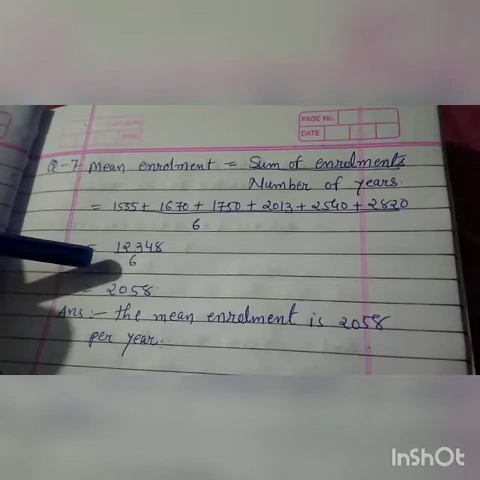 PAGE No.
DATE
Q-7 Mean enrolment = Sum of enrolments
Number of years.
= 1555 + 1670 + 1750 + 2013 + 2540 + 2820
6
= 12348
6
= 2058
Ans:- the mean enrolment is 2058
per year.
InShOt